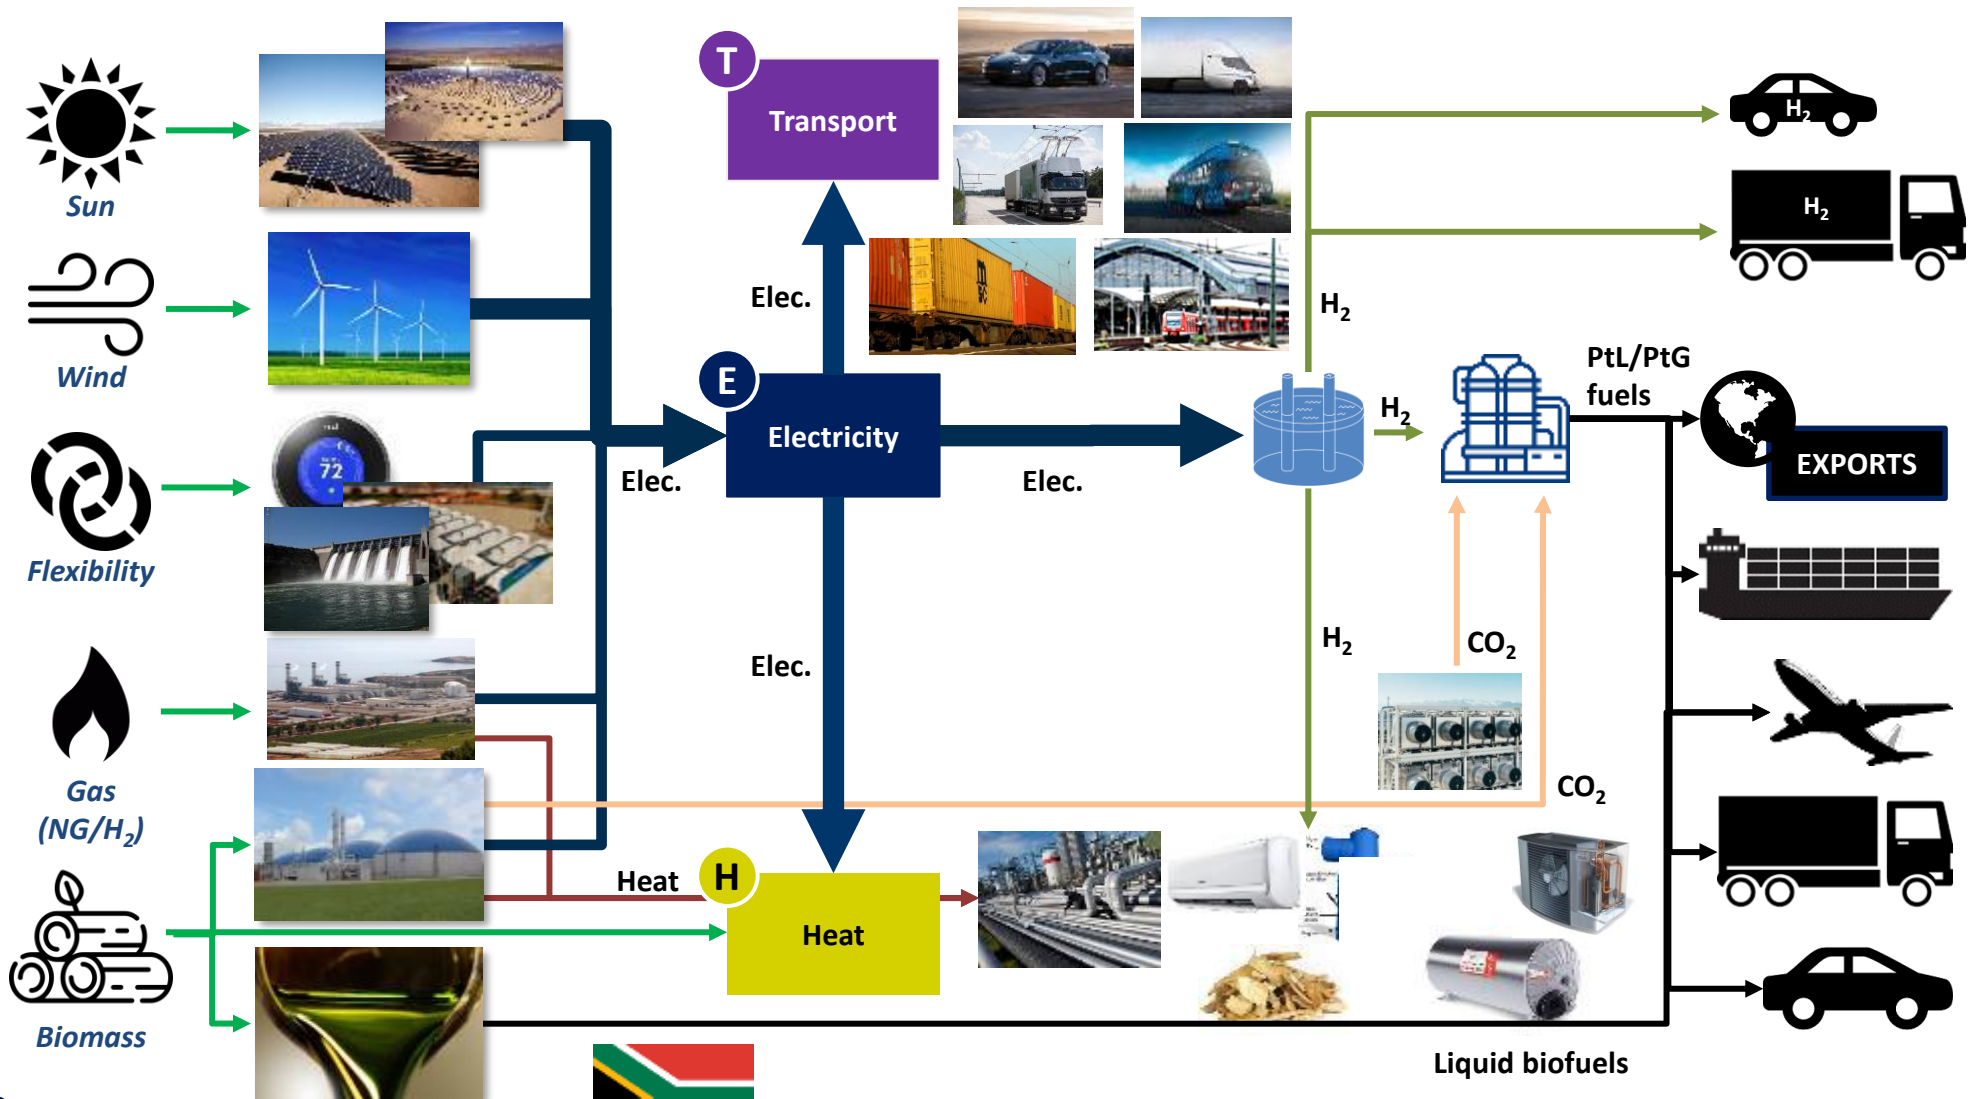 T
Transport
H2
H2
Sun
Elec.
H2
Wind
E
PtL/PtG
fuels
H2
Electricity
72
Elec.
Elec.
EXPORTS
Flexibility
H2
CO2
Elec.
Gas
(NG/H2)
CO2
Heat
H
Heat
Biomass
Liquid biofuels